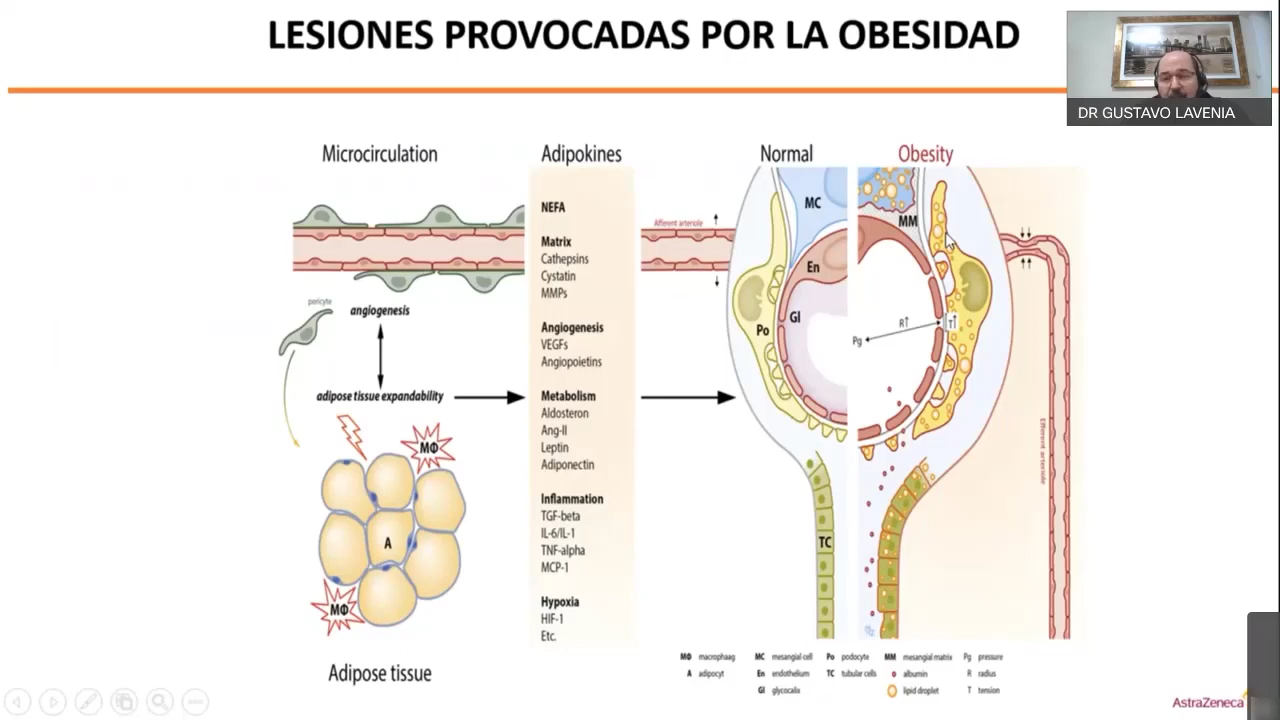 LESIONES PROVOCADAS POR LA OBESIDAD
DR GUSTAVO LAVENIA
Microcirculation
Adipokines
Normal
Obesity
pericyte
angiogenesis
adipose tissue expandability
MΦ
A
MΦ
Adipose tissue
NEFA
Matrix
Cathepsins
Cystatin
MMPs
Angiogenesis
VEGFs
Angiopoietins
Metabolism
Aldosteron
Ang-II
Leptin
Adiponectin
Inflammation
TGF-beta
IL-6/IL-1
TNF-alpha
MCP-1
Hypoxia
HIF-1
Etc.
Afferent arteriole
MC
En
Gl
Po
TC
MM
Pg
R↑
T↑
Efferent arteriole
MΦ macrophaag
A adipocyt
MC mesangial cell
En endothelium
Gl glycocalix
Po podocyte
TC tubular cells
MM mesangial matrix
albumin
lipid droplet
Pg pressure
R radius
T tension
AstraZeneca